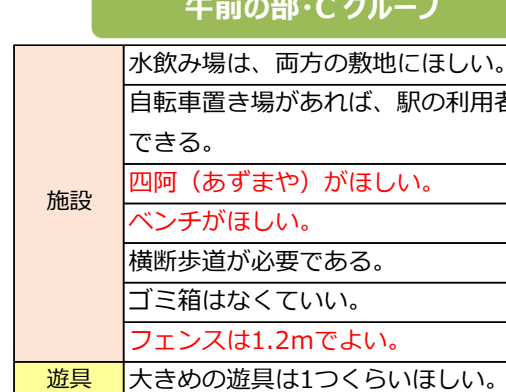 午前の部・Cグループ
水飲み場は、両方の敷地にほしい。
自転車置き場があれば、駅の利用者
できる。
施設
四阿（あずまや）がほしい。
ベンチがほしい。
横断歩道が必要である。
ゴミ箱はなくていい。
フェンスは1.2mでよい。
遊具
大きめの遊具は1つくらいほしい。